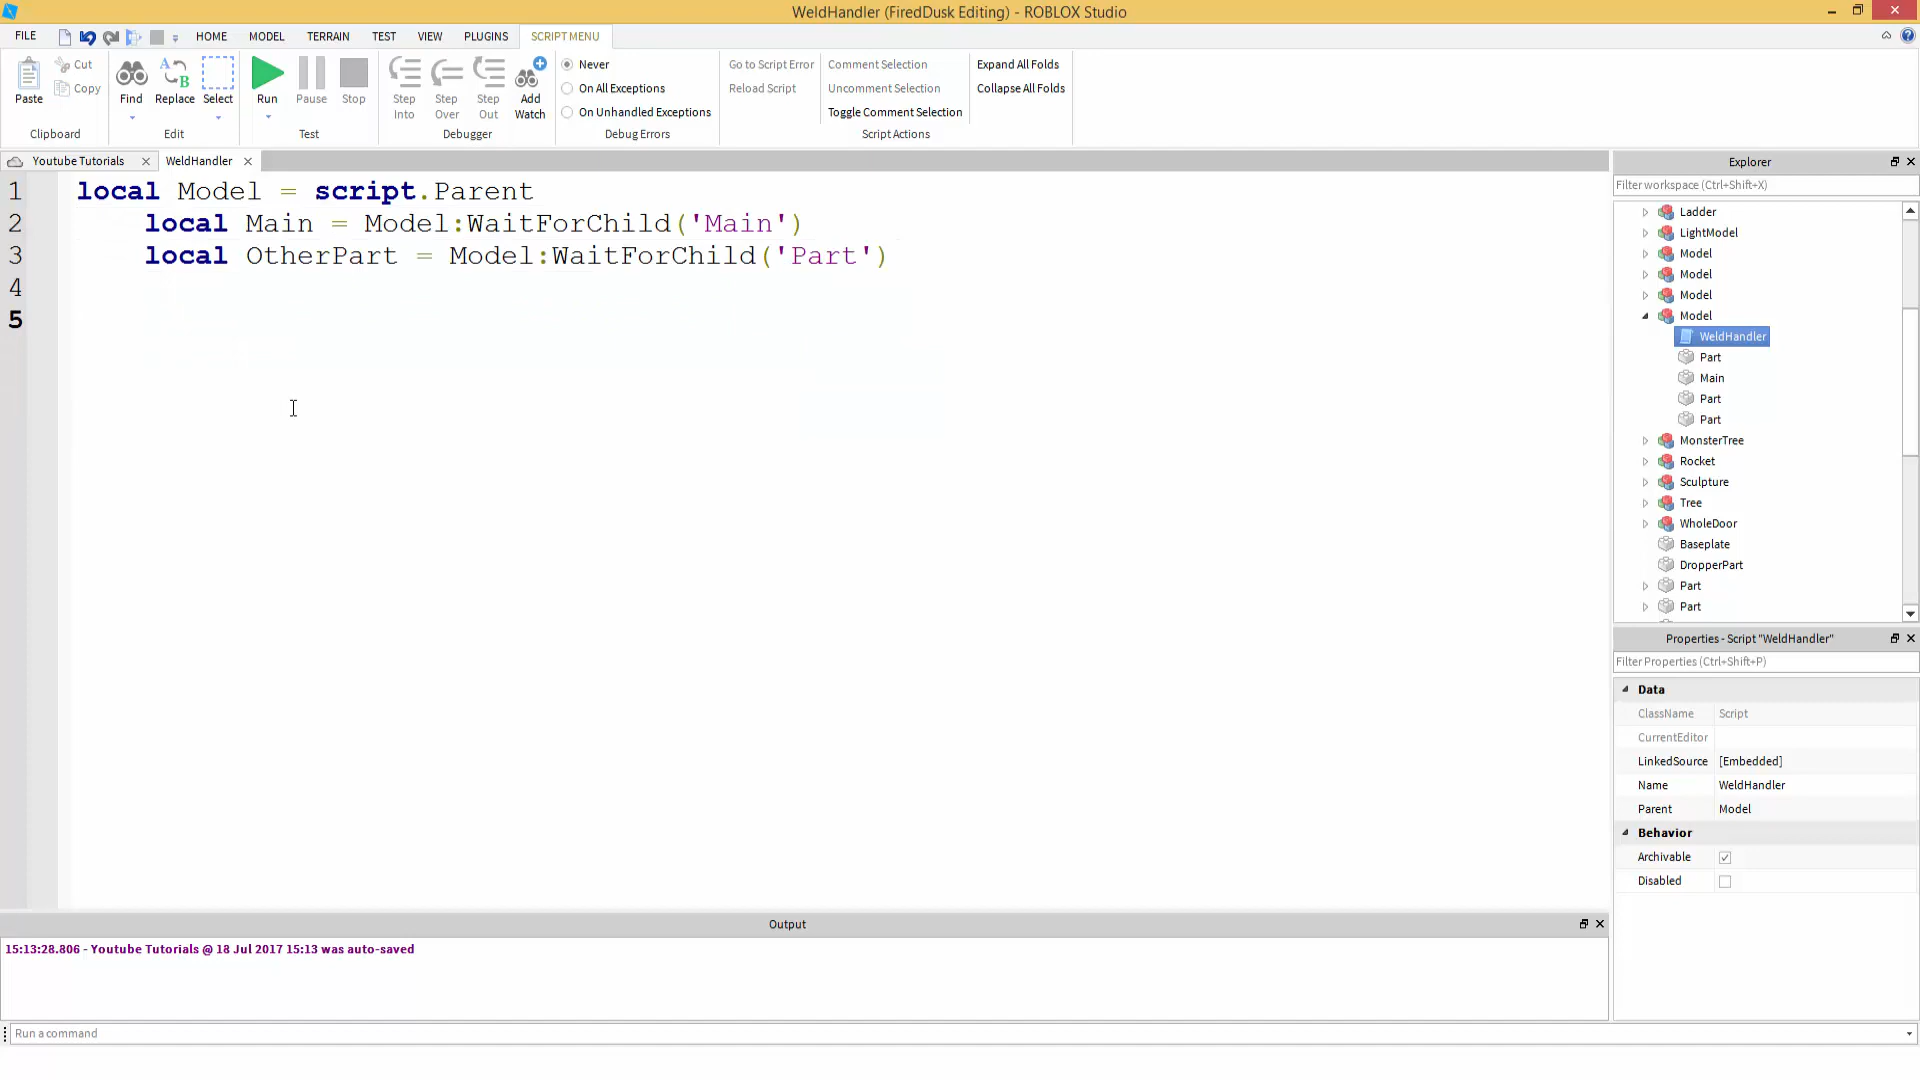 WeldHandler (FiredDusk Editing) - ROBLOX Studio
FILE HOME MODEL TERRAIN TEST VIEW PLUGINS SCRIPT MENU
Paste
Cut
Copy
Clipboard
Find
Replace
Select
Edit
Run
Pause
Stop
Test
Step Into
Step Over
Step Out
Add Watch
Debugger
Never
On All Exceptions
On Unhandled Exceptions
Debug Errors
Go to Script Error
Reload Script
Comment Selection
Uncomment Selection
Toggle Comment Selection
Expand All Folds
Collapse All Folds
Script Actions
Youtube Tutorials
WeldHandler
1 local Model = script.Parent
2 local Main = Model:WaitForChild('Main')
3 local OtherPart = Model:WaitForChild('Part')
4
5
Explorer
Filter workspace (Ctrl+Shift+X)
Ladder
LightModel
Model
Model
Model
Model
WeldHandler
Part
Main
Part
Part
MonsterTree
Rocket
Sculpture
Tree
WholeDoor
Baseplate
DropperPart
Part
Part
Properties - Script "WeldHandler"
Filter Properties (Ctrl+Shift+P)
Data
ClassName Script
CurrentEditor
LinkedSource [Embedded]
Name WeldHandler
Parent Model
Behavior
Archivable
Disabled
Output
15:13:28.806 - Youtube Tutorials @ 18 Jul 2017 15:13 was auto-saved
Run a command